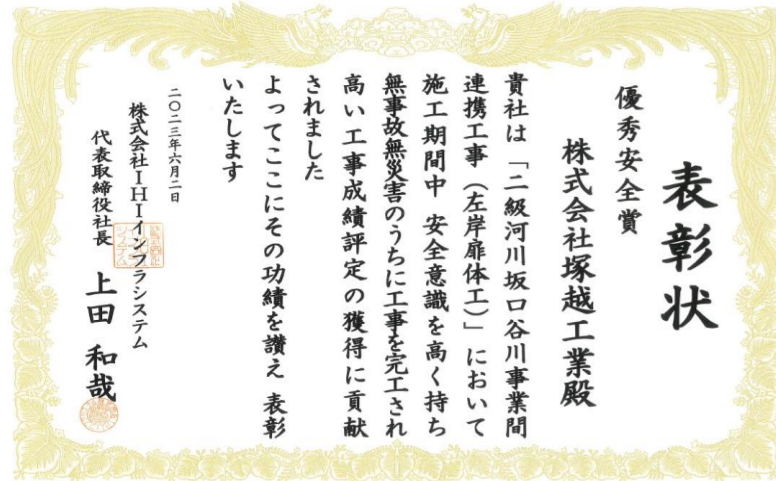 表彰状
優秀安全賞
株式会社塚越工業殿
貴社は「二級河川坂口谷川事業間
連携工事（左岸扉体工）」において
施工期間中 安全意識を高く持ち
無事故無災害のうちに工事を完工され
高い工事成績評定の獲得に貢献
されました
よってここにその功績を讃え 表彰
いたします
二〇二三年六月二日
株式会社IHIインフラシステム
代表取締役社長 上田 和哉